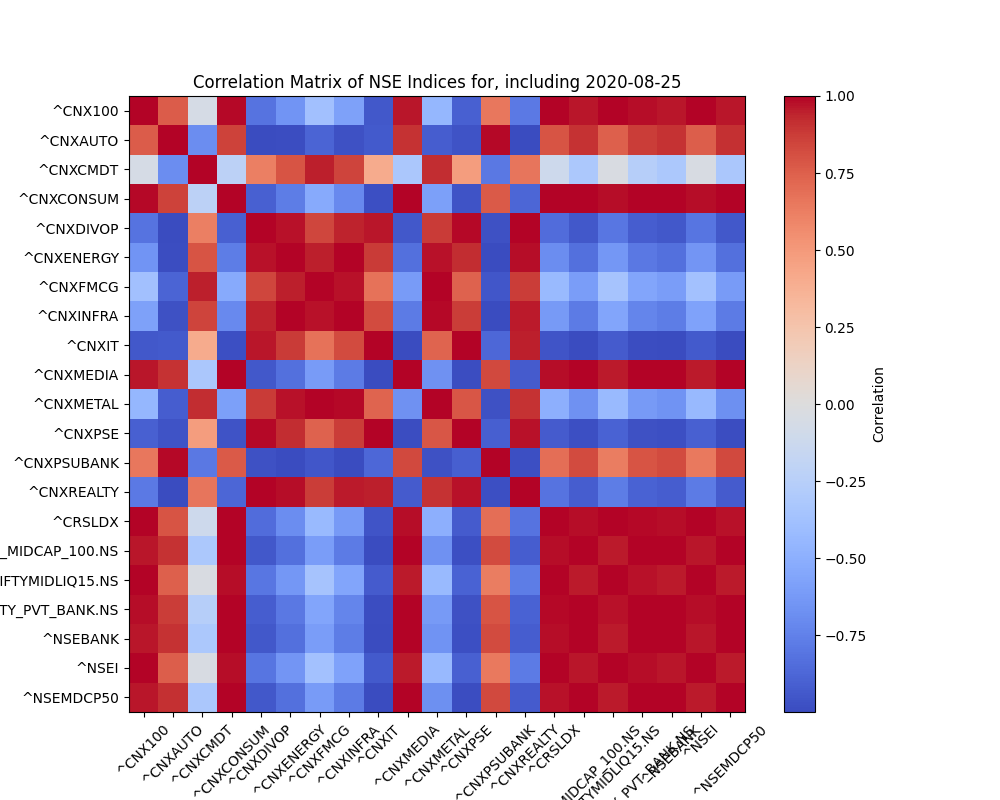 Correlation Matrix of NSE Indices for, including 2020-08-25
^CNX100
^CNXAUTO
^CNXCMDT
^CNXCONSUM
^CNXDIVOP
^CNXENERGY
^CNXFMCG
^CNXINFRA
^CNXIT
^CNXMEDIA
^CNXMETAL
^CNXPSE
^CNXPSUBANK
^CNXREALTY
^CRSLDX
_MIDCAP_100.NS
IFTYMIDLIQ15.NS
TY_PVT_BANK.NS
^NSEBANK
^NSEI
^NSEMDCP50
^CNX100
^CNXAUTO
^CNXCMDT
^CNXCONSUM
^CNXDIVOP
^CNXENERGY
^CNXFMCG
^CNXINFRA
^CNXIT
^CNXMEDIA
^CNXMETAL
^CNXPSE
^CNXPSUBANK
^CNXREALTY
^CRSLDX
MIDCAP_100.NS
TYMIDLIQ15.NS
PVT_BANK.NS
^NSEBANK
^NSEI
^NSEMDCP50
1.00
0.75
0.50
0.25
0.00
−0.25
−0.50
−0.75
Correlation